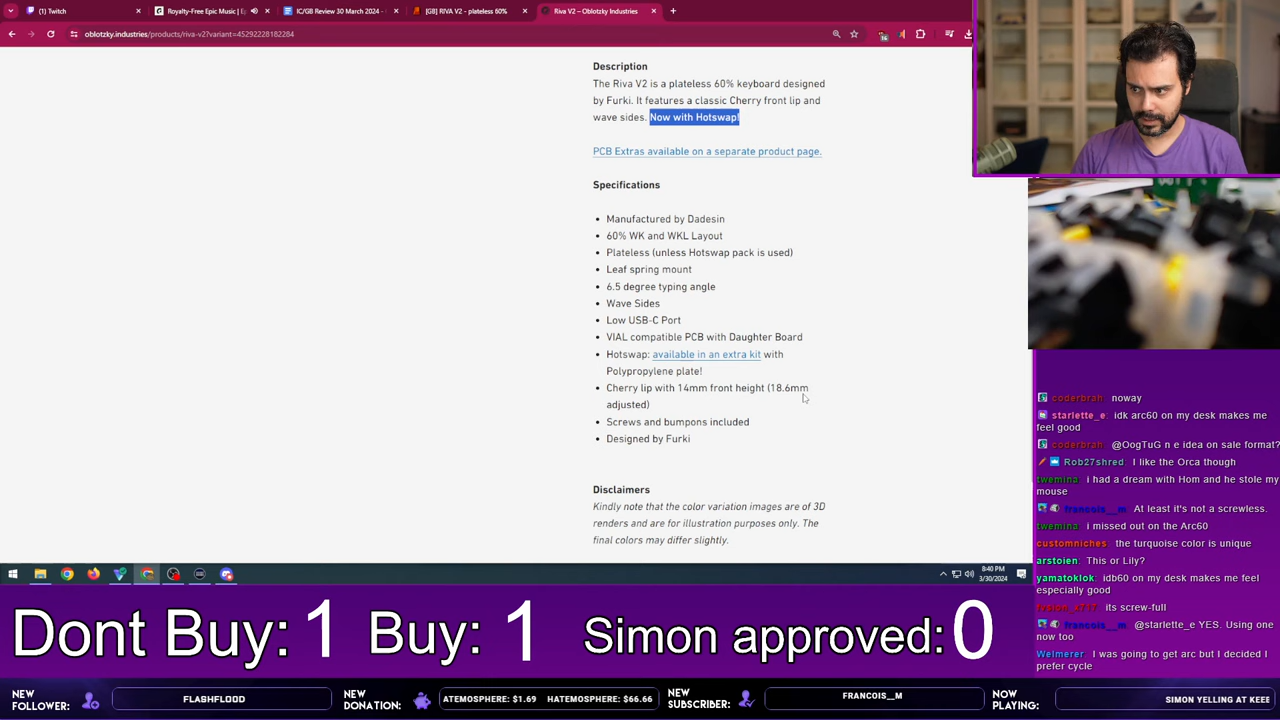 (1) Twitch
Royalty-Free Epic Music | E
IC/GB Review 30 March 2024 -
[GB] RIVA V2 - plateless 60%
Riva V2 – Oblotzky Industries
oblotzky.industries/products/riva-v2?variant=45292228182284
Description
The Riva V2 is a plateless 60% keyboard designed
by Furki. It features a classic Cherry front lip and
wave sides. Now with Hotswap!
PCB Extras available on a separate product page.
Specifications
• Manufactured by Dadesin
• 60% WK and WKL Layout
• Plateless (unless Hotswap pack is used)
• Leaf spring mount
• 6.5 degree typing angle
• Wave Sides
• Low USB-C Port
• VIAL compatible PCB with Daughter Board
• Hotswap: available in an extra kit with
Polypropylene plate!
• Cherry lip with 14mm front height (18.6mm
adjusted)
• Screws and bumpons included
• Designed by Furki
Disclaimers
Kindly note that the color variation images are of 3D
renders and are for illustration purposes only. The
final colors may differ slightly.
8:40 PM
3/30/2024
coderbrah noway
starlette_e: idk arc60 on my desk makes me
feel good
coderbrah @OogTuG n e idea on sale format?
Rob27shred: I like the Orca though
twemina: i had a dream with Hom and he stole my
mouse
francois__m: At least it's not a screwless.
twemina: i missed out on the Arc60
customniches: the turquoise color is unique
arstoien: This or Lily?
yamatoklok: idb60 on my desk makes me feel
especially good
its screw-full
francois__m: @starlette_e YES. Using one
now too
Welmerer: I was going to get arc but I decided I
prefer cycle
Dont Buy: 1 Buy: 1 Simon approved: 0
NEW
FOLLOWER:
FLASHFLOOD
NEW
DONATION:
ATEMOSPHERE: $1.69 HATEMOSPHERE: $66.66
NEW
SUBSCRIBER:
FRANCOIS__M
NOW
PLAYING:
SIMON YELLING AT KEEE